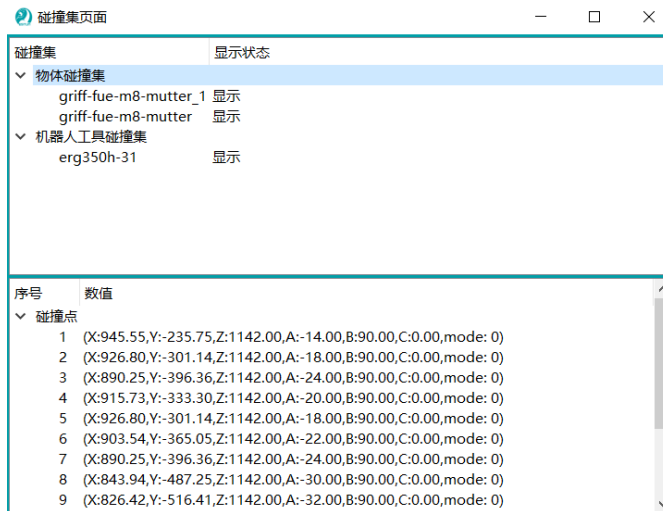 碰撞集页面
碰撞集 显示状态
物体碰撞集
griff-fue-m8-mutter_1 显示
griff-fue-m8-mutter 显示
机器人工具碰撞集
erg350h-31 显示
序号 数值
碰撞点
1 (X:945.55,Y:-235.75,Z:1142.00,A:-14.00,B:90.00,C:0.00,mode: 0)
2 (X:926.80,Y:-301.14,Z:1142.00,A:-18.00,B:90.00,C:0.00,mode: 0)
3 (X:890.25,Y:-396.36,Z:1142.00,A:-24.00,B:90.00,C:0.00,mode: 0)
4 (X:915.73,Y:-333.30,Z:1142.00,A:-20.00,B:90.00,C:0.00,mode: 0)
5 (X:926.80,Y:-301.14,Z:1142.00,A:-18.00,B:90.00,C:0.00,mode: 0)
6 (X:903.54,Y:-365.05,Z:1142.00,A:-22.00,B:90.00,C:0.00,mode: 0)
7 (X:890.25,Y:-396.36,Z:1142.00,A:-24.00,B:90.00,C:0.00,mode: 0)
8 (X:843.94,Y:-487.25,Z:1142.00,A:-30.00,B:90.00,C:0.00,mode: 0)
9 (X:826.42,Y:-516.41,Z:1142.00,A:-32.00,B:90.00,C:0.00,mode: 0)